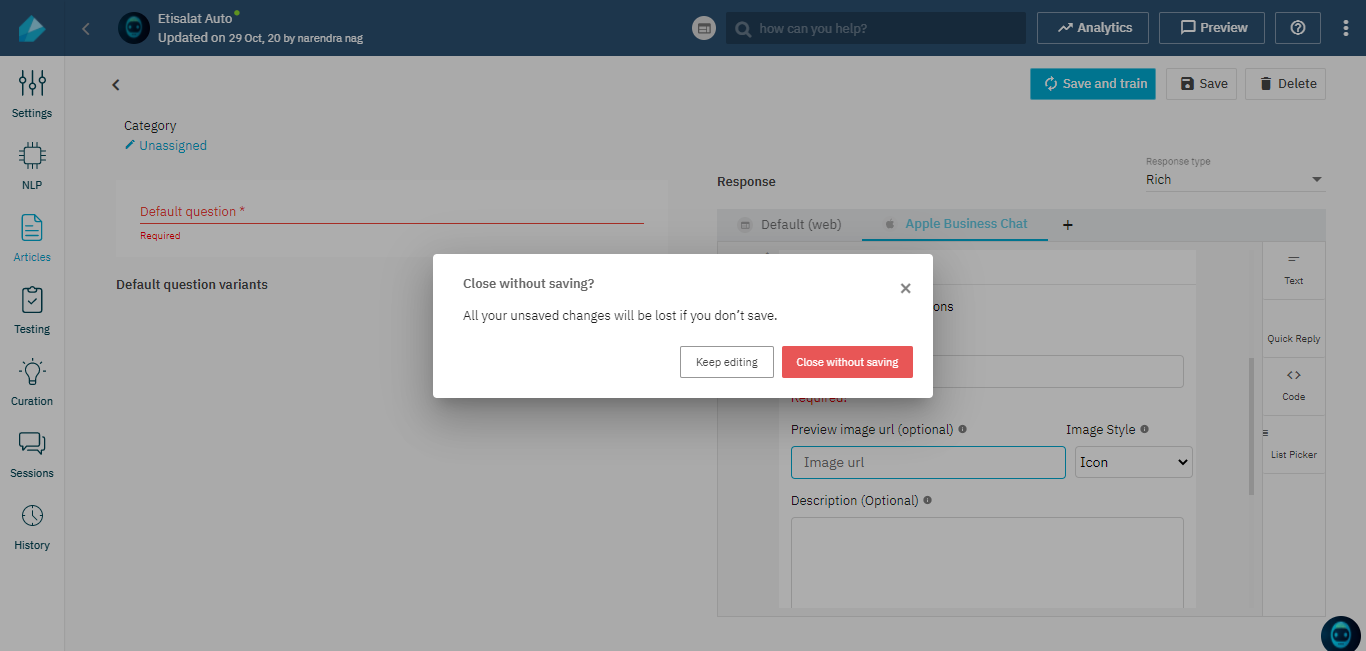 Etisalat Auto
Updated on 29 Oct, 20 by narendra nag
how can you help?
Analytics
Preview
Settings
NLP
Articles
Testing
Curation
Sessions
History
Save and train
Save
Delete
Category
Unassigned
Default question *
Required
Default question variants
Response
Response type
Rich
Default (web)
Apple Business Chat
+
Close without saving?
All your unsaved changes will be lost if you don’t save.
Keep editing
Close without saving
ons
Required.
Preview image url (optional)
Image Style
Image url
Icon
Description (Optional)
Text
Quick Reply
Code
List Picker